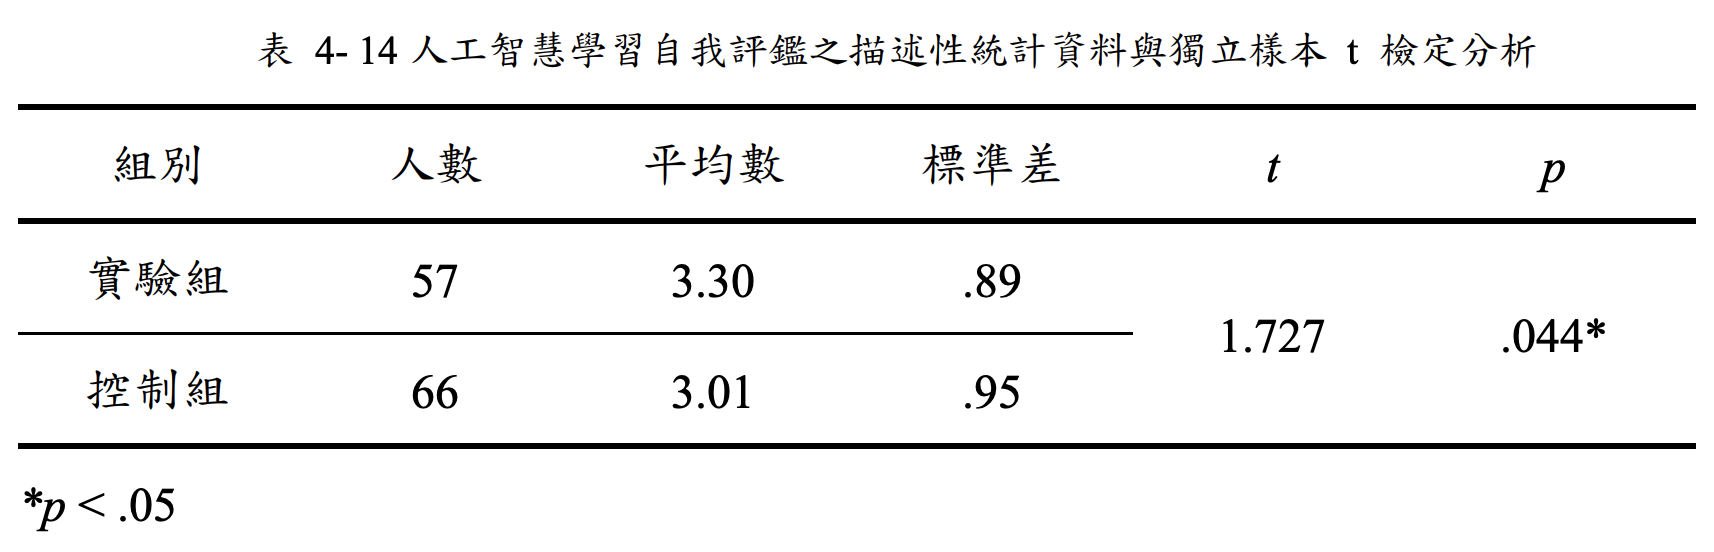 表 4- 14 人工智慧學習自我評鑑之描述性統計資料與獨立樣本 t 檢定分析
組別 人數 平均數 標準差 t p
實驗組 57 3.30 .89
1.727 .044*
控制組 66 3.01 .95
*p < .05